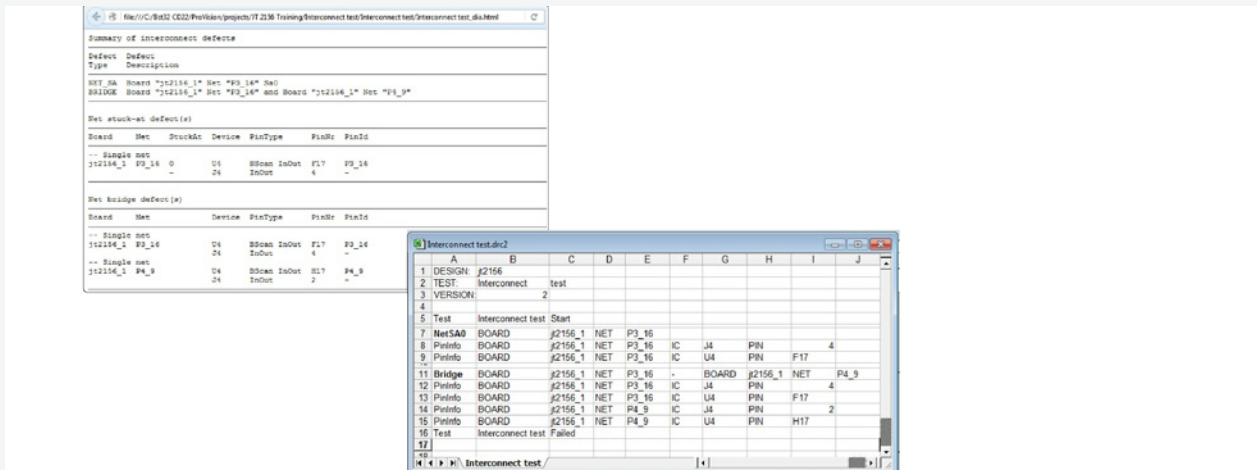 file:///C:/Bst32 CD22/ProVision/projects/JT 2156 Training/Interconnect test/Interconnect test/Interconnect test_dia.html
Summary of interconnect defects
Defect Defect
Type Description
NET_SA Board "jt2156_1" Net "P3_16" Sa0
BRIDGE Board "jt2156_1" Net "P3_16" and Board "jt2156_1" Net "P4_9"
Net stuck-at defect(s)
Board Net StuckAt Device PinType PinNr PinId
-- Single net
jt2156_1 P3_16 0 U4 BScan InOut F17 P3_16
- J4 InOut 4 -
Net bridge defect(s)
Board Net Device PinType PinNr PinId
-- Single net
jt2156_1 P3_16 U4 BScan InOut F17 P3_16
J4 InOut 4 -
-- Single net
jt2156_1 P4_9 U4 BScan InOut H17 P4_9
J4 InOut 2 -
Interconnect test.drc2
A B C D E F G H I J
1 DESIGN: jt2156
2 TEST: Interconnect test
3 VERSION: 2
4
5 Test Interconnect test Start
7 NetSA0 BOARD jt2156_1 NET P3_16
8 PinInfo BOARD jt2156_1 NET P3_16 IC J4 PIN 4
9 PinInfo BOARD jt2156_1 NET P3_16 IC U4 PIN F17
11 Bridge BOARD jt2156_1 NET P3_16 - BOARD jt2156_1 NET P4_9
12 PinInfo BOARD jt2156_1 NET P3_16 IC J4 PIN 4
13 PinInfo BOARD jt2156_1 NET P3_16 IC U4 PIN F17
14 PinInfo BOARD jt2156_1 NET P4_9 IC J4 PIN 2
15 PinInfo BOARD jt2156_1 NET P4_9 IC U4 PIN H17
16 Test Interconnect test Failed
17
Interconnect test